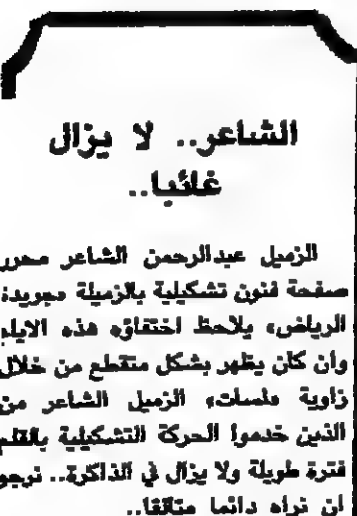 الشاعر.. لا يزال
غائبا..
الزميل عبدالرحمن الشاعر محرر
صفحة فنون تشكيلية بالزميلة «جريدة
الرياض» يلاحظ اختفاؤه هذه الايام
وان كان يظهر بشكل متقطع من خلال
زاوية «لمسات» الزميل الشاعر من
الذين خدموا الحركة التشكيلية بالقلم
فترة طويلة ولا يزال في الذاكرة.. نرجو
ان نراه دائما متألقا..